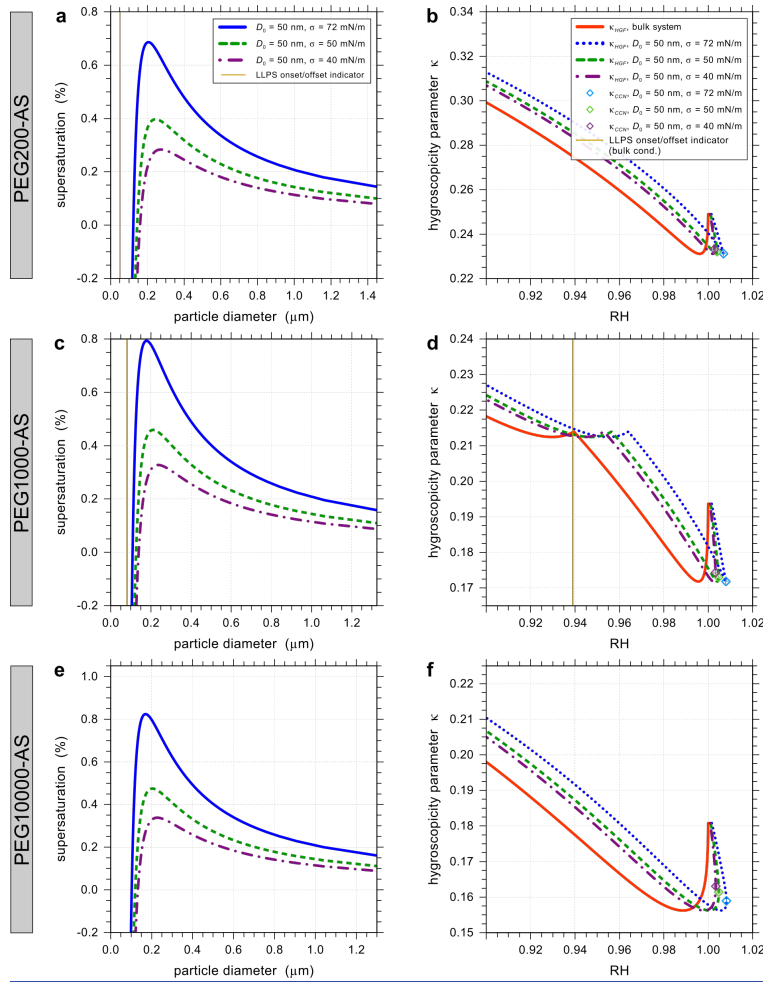 PEG200-AS
a
supersaturation (%)
0.8
0.6
0.4
0.2
0.0
-0.2
D₀ = 50 nm, σ = 72 mN/m
D₀ = 50 nm, σ = 50 mN/m
D₀ = 50 nm, σ = 40 mN/m
LLPS onset/offset indicator
0.0 0.2 0.4 0.6 0.8 1.0 1.2 1.4
particle diameter (μm)
b
hygroscopicity parameter κ
0.34
0.32
0.30
0.28
0.26
0.24
0.22
κHGF, bulk system
κHGF, D₀ = 50 nm, σ = 72 mN/m
κHGF, D₀ = 50 nm, σ = 50 mN/m
κHGF, D₀ = 50 nm, σ = 40 mN/m
κCCN, D₀ = 50 nm, σ = 72 mN/m
κCCN, D₀ = 50 nm, σ = 50 mN/m
κCCN, D₀ = 50 nm, σ = 40 mN/m
LLPS onset/offset indicator
(bulk cond.)
0.92 0.94 0.96 0.98 1.00 1.02
RH
PEG1000-AS
c
supersaturation (%)
0.8
0.6
0.4
0.2
0.0
-0.2
0.0 0.2 0.4 0.6 0.8 1.0 1.2
particle diameter (μm)
d
hygroscopicity parameter κ
0.24
0.23
0.22
0.21
0.20
0.19
0.18
0.17
0.92 0.94 0.96 0.98 1.00 1.02
RH
PEG10000-AS
e
supersaturation (%)
1.0
0.8
0.6
0.4
0.2
0.0
-0.2
0.0 0.2 0.4 0.6 0.8 1.0 1.2
particle diameter (μm)
f
hygroscopicity parameter κ
0.22
0.21
0.20
0.19
0.18
0.17
0.16
0.15
0.92 0.94 0.96 0.98 1.00 1.02
RH